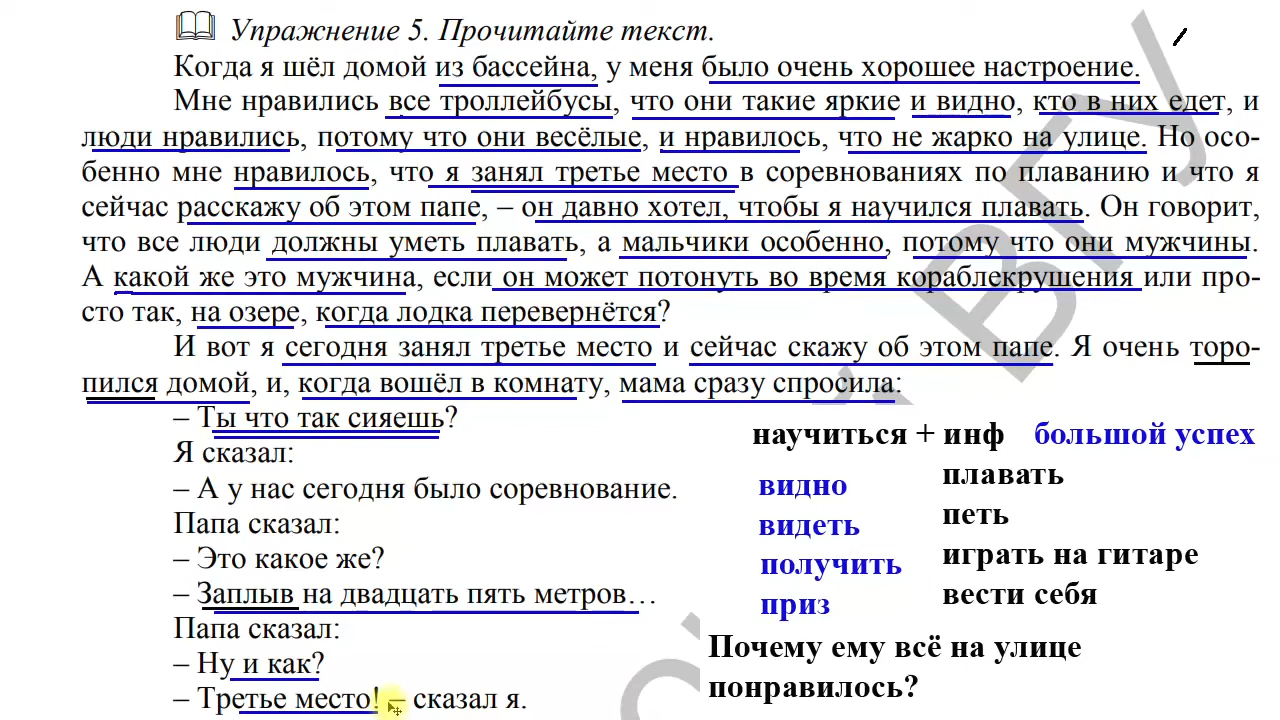 Упражнение 5. Прочитайте текст.
Когда я шёл домой из бассейна, у меня было очень хорошее настроение.
Мне нравились все троллейбусы, что они такие яркие и видно, кто в них едет, и
люди нравились, потому что они весёлые, и нравилось, что не жарко на улице. Но осо-
бенно мне нравилось, что я занял третье место в соревнованиях по плаванию и что я
сейчас расскажу об этом папе, – он давно хотел, чтобы я научился плавать. Он говорит,
что все люди должны уметь плавать, а мальчики особенно, потому что они мужчины.
А какой же это мужчина, если он может потонуть во время кораблекрушения или про-
сто так, на озере, когда лодка перевернётся?
И вот я сегодня занял третье место и сейчас скажу об этом папе. Я очень торо-
пился домой, и, когда вошёл в комнату, мама сразу спросила:
– Ты что так сияешь?
Я сказал:
– А у нас сегодня было соревнование.
Папа сказал:
– Это какое же?
– Заплыв на двадцать пять метров…
Папа сказал:
– Ну и как?
– Третье место! – сказал я.
научиться + инф большой успех
видно
видеть
получить
приз
плавать
петь
играть на гитаре
вести себя
Почему ему всё на улице
понравилось?
ВГУ